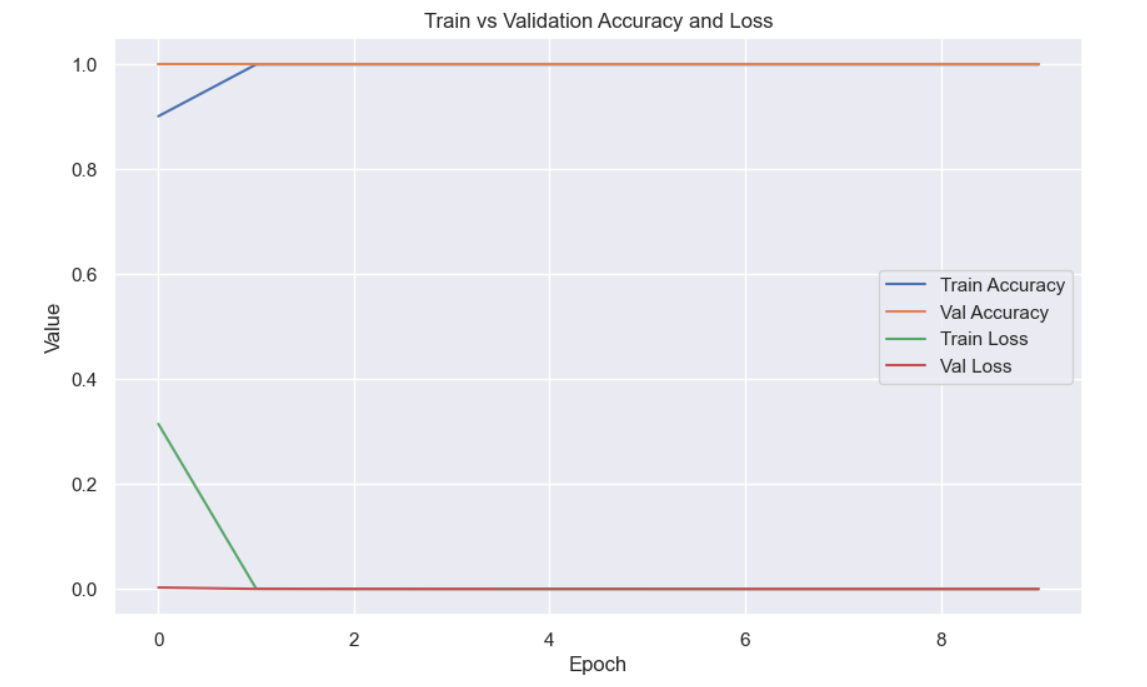 Train vs Validation Accuracy and Loss
1.0
0.8
0.6
0.4
0.2
0.0
Value
Train Accuracy
Val Accuracy
Train Loss
Val Loss
0 2 4 6 8
Epoch